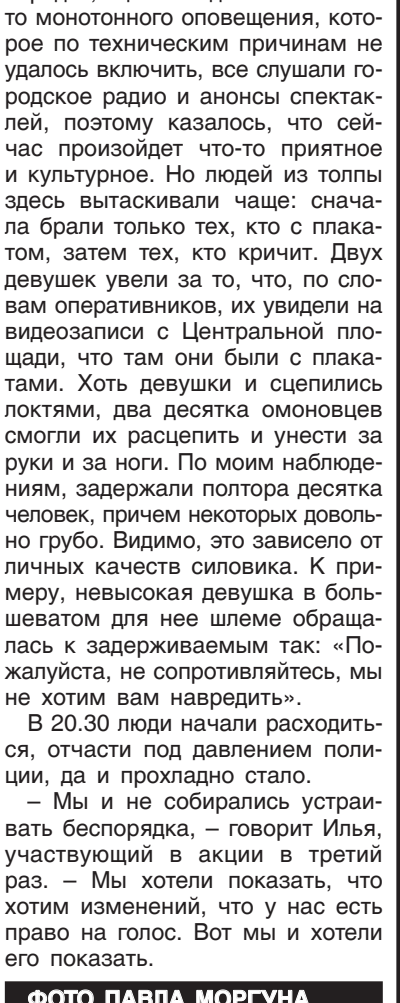 то монотонного оповещения, кото-
рое по техническим причинам не
удалось включить, все слушали го-
родское радио и анонсы спектак-
лей, поэтому казалось, что сей-
час произойдет что-то приятное
и культурное. Но людей из толпы
здесь вытаскивали чаще: снача-
ла брали только тех, кто с плака-
том, затем тех, кто кричит. Двух
девушек увели за то, что, по сло-
вам оперативников, их увидели на
видеозаписи с Центральной пло-
щади, что там они были с плака-
тами. Хоть девушки и сцепились
локтями, два десятка омоновцев
смогли их расцепить и унести за
руки и за ноги. По моим наблюде-
ниям, задержали полтора десятка
человек, причем некоторых доволь-
но грубо. Видимо, это зависело от
личных качеств силовика. К при-
меру, невысокая девушка в боль-
шеватом для нее шлеме обраща-
лась к задерживаемым так: «По-
жалуйста, не сопротивляйтесь, мы
не хотим вам навредить».
В 20.30 люди начали расходить-
ся, отчасти под давлением поли-
ции, да и прохладно стало.
– Мы и не собирались устраи-
вать беспорядка, – говорит Илья,
участвующий в акции в третий
раз. – Мы хотели показать, что
хотим изменений, что у нас есть
право на голос. Вот мы и хотели
его показать.
ФОТО ПАВЛА МОРГУНА